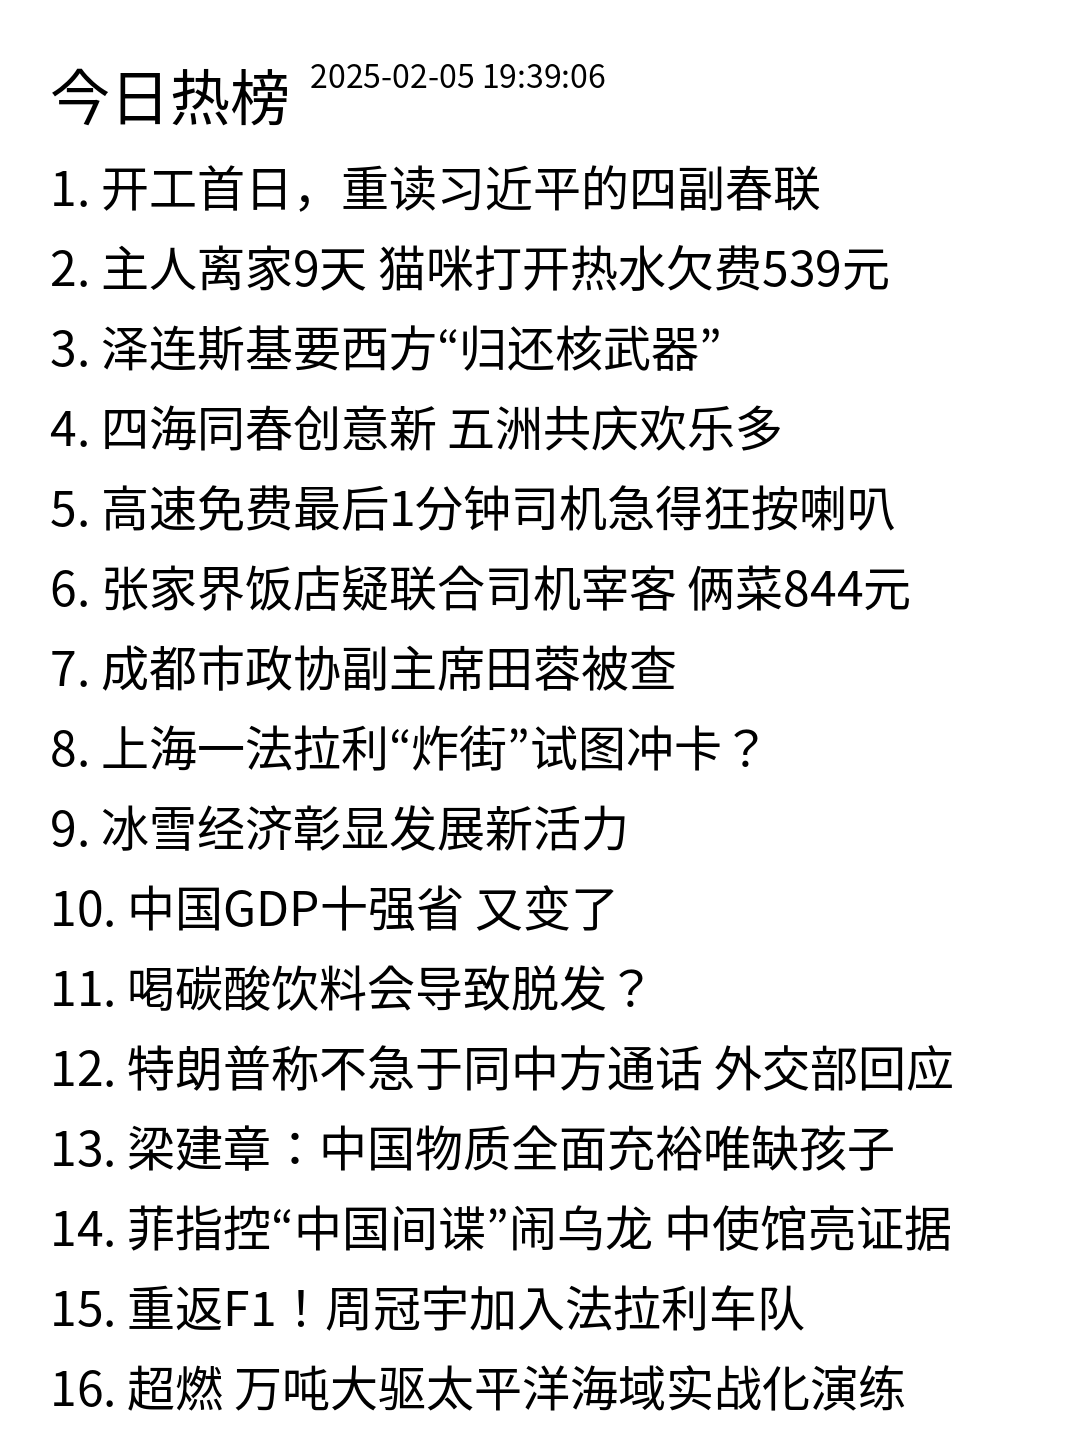 今日热榜 2025-02-05 19:39:06
1. 开工首日，重读习近平的四副春联
2. 主人离家9天 猫咪打开热水欠费539元
3. 泽连斯基要西方“归还核武器”
4. 四海同春创意新 五洲共庆欢乐多
5. 高速免费最后1分钟司机急得狂按喇叭
6. 张家界饭店疑联合司机宰客 俩菜844元
7. 成都市政协副主席田蓉被查
8. 上海一法拉利“炸街”试图冲卡？
9. 冰雪经济彰显发展新活力
10. 中国GDP十强省 又变了
11. 喝碳酸饮料会导致脱发？
12. 特朗普称不急于同中方通话 外交部回应
13. 梁建章：中国物质全面充裕唯缺孩子
14. 菲指控“中国间谍”闹乌龙 中使馆亮证据
15. 重返F1！周冠宇加入法拉利车队
16. 超燃 万吨大驱太平洋海域实战化演练